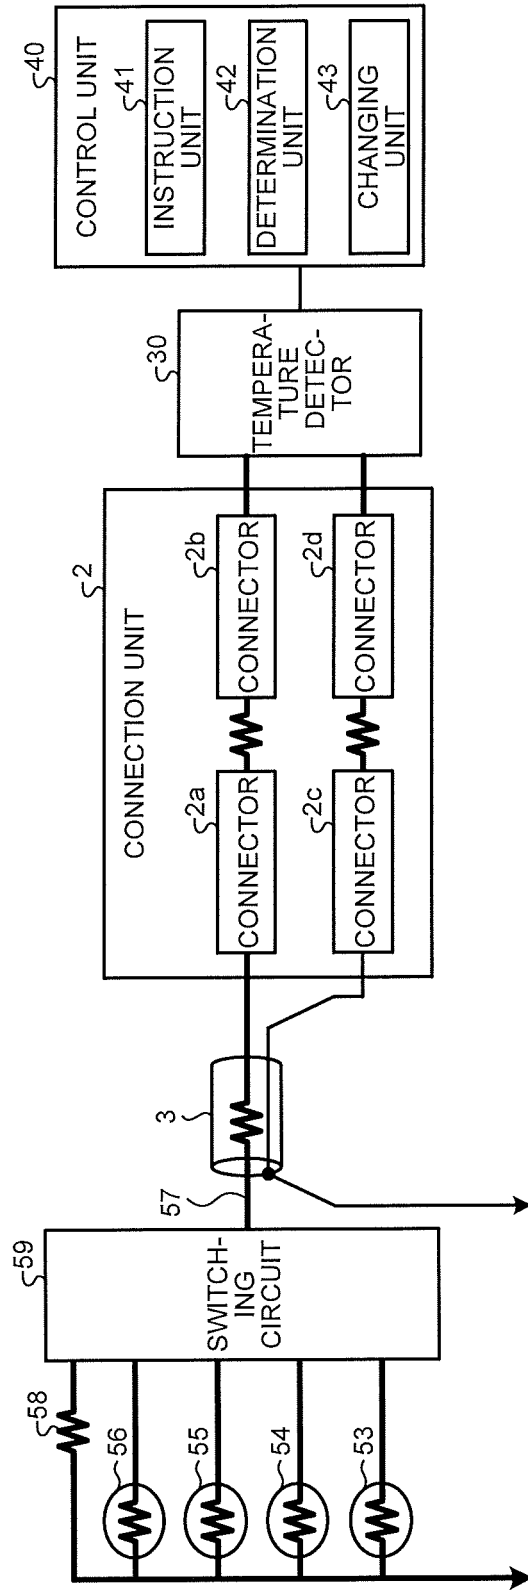 59
SWITCH-
ING
CIRCUIT
58
56
55
54
53
57
3
2
CONNECTION UNIT
2a
CONNECTOR
2b
CONNECTOR
2c
CONNECTOR
2d
CONNECTOR
30
TEMPERA-
TURE
DETEC-
TOR
40
CONTROL UNIT
41
INSTRUCTION
UNIT
42
DETERMINATION
UNIT
43
CHANGING
UNIT